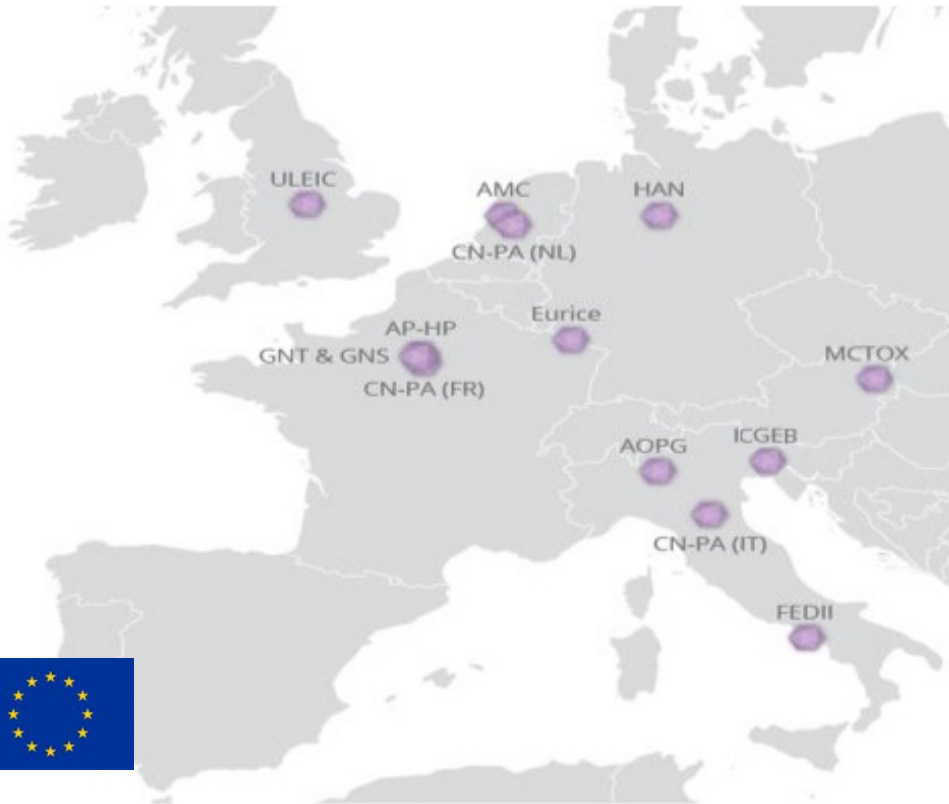 ULEIC
AMC
HAN
CN-PA (NL)
Eurice
AP-HP
GNT & GNS
CN-PA (FR)
MCTOX
ICGEB
AOPG
CN-PA (IT)
FEDII